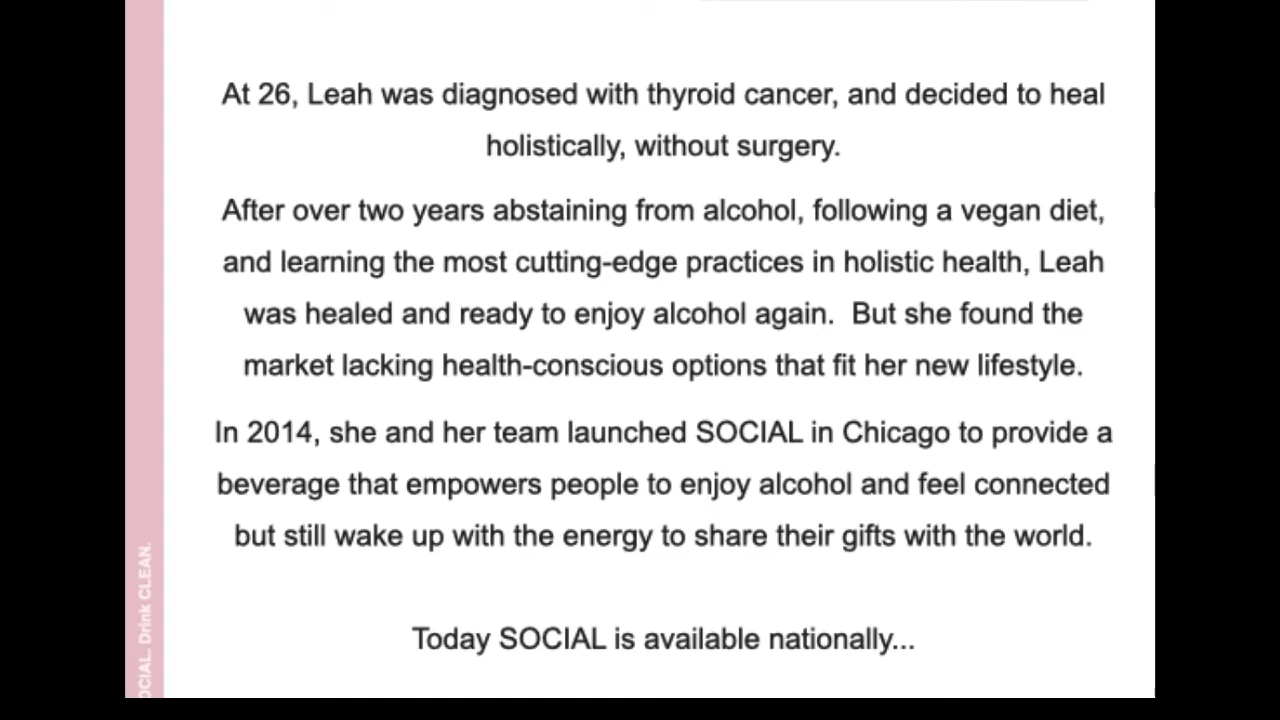 At 26, Leah was diagnosed with thyroid cancer, and decided to heal
holistically, without surgery.
After over two years abstaining from alcohol, following a vegan diet,
and learning the most cutting-edge practices in holistic health, Leah
was healed and ready to enjoy alcohol again.  But she found the
market lacking health-conscious options that fit her new lifestyle.
In 2014, she and her team launched SOCIAL in Chicago to provide a
beverage that empowers people to enjoy alcohol and feel connected
but still wake up with the energy to share their gifts with the world.
Today SOCIAL is available nationally...
OCIAL. Drink CLEAN.